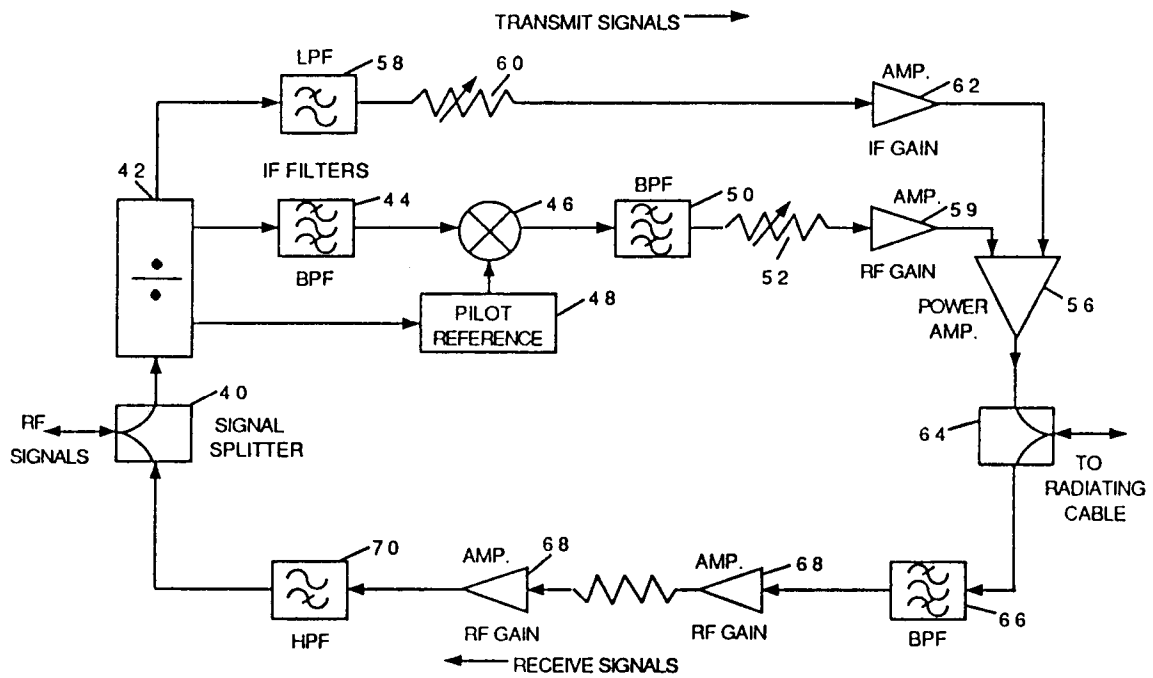 TRANSMIT SIGNALS
LPF
58
60
AMP.
62
IF GAIN
42
IF FILTERS
44
BPF
46
BPF
50
52
AMP.
59
RF GAIN
PILOT
REFERENCE
48
POWER
AMP.
56
40
RF
SIGNALS
SIGNAL
SPLITTER
64
TO
RADIATING
CABLE
70
HPF
AMP.
68
RF GAIN
AMP.
68
RF GAIN
66
BPF
RECEIVE SIGNALS